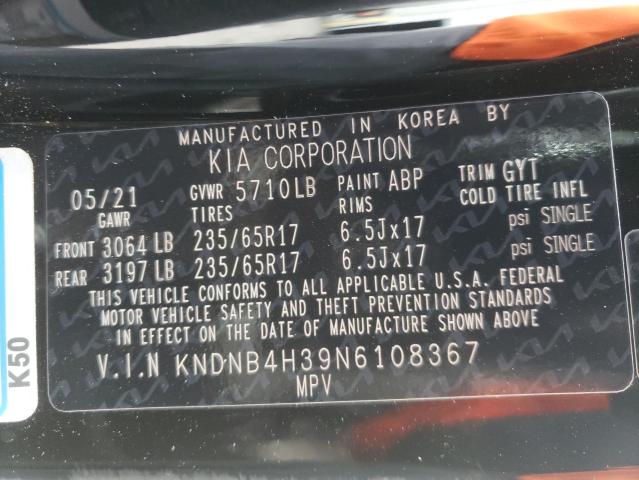 MANUFACTURED IN KOREA BY
KIA CORPORATION
05/21 GVWR 5710LB PAINT ABP TRIM GYT
GAWR TIRES RIMS COLD TIRE INFL
FRONT 3064 LB 235/65R17 6.5Jx17 psi SINGLE
REAR 3197 LB 235/65R17 6.5Jx17 psi SINGLE
THIS VEHICLE CONFORMS TO ALL APPLICABLE U.S.A. FEDERAL
MOTOR VEHICLE SAFETY AND THEFT PREVENTION STANDARDS
IN EFFECT ON THE DATE OF MANUFACTURE SHOWN ABOVE
V.I.N KNDNB4H39N6108367
MPV
K50